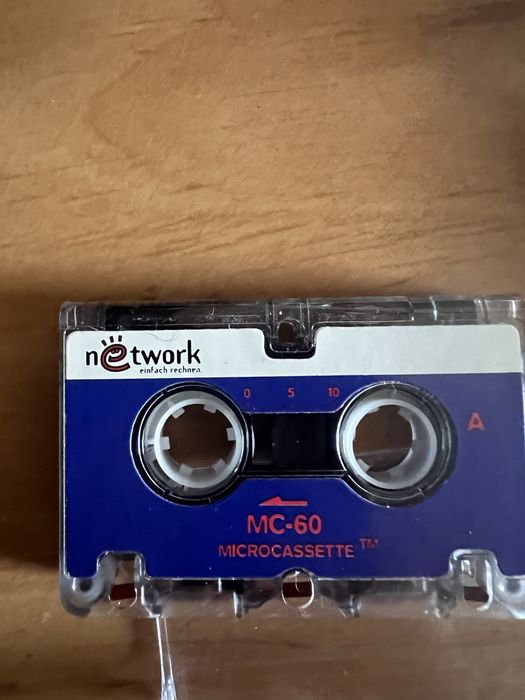 network
einfach rechnen.
0 5 10
A
MC-60
MICROCASSETTE TM